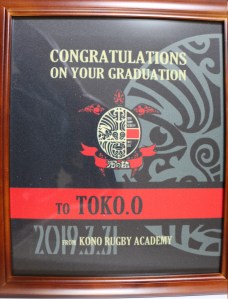 CONGRATULATIONS
ON YOUR GRADUATION
TO TOKO.O
2019.3.31
FROM KONO RUGBY ACADEMY